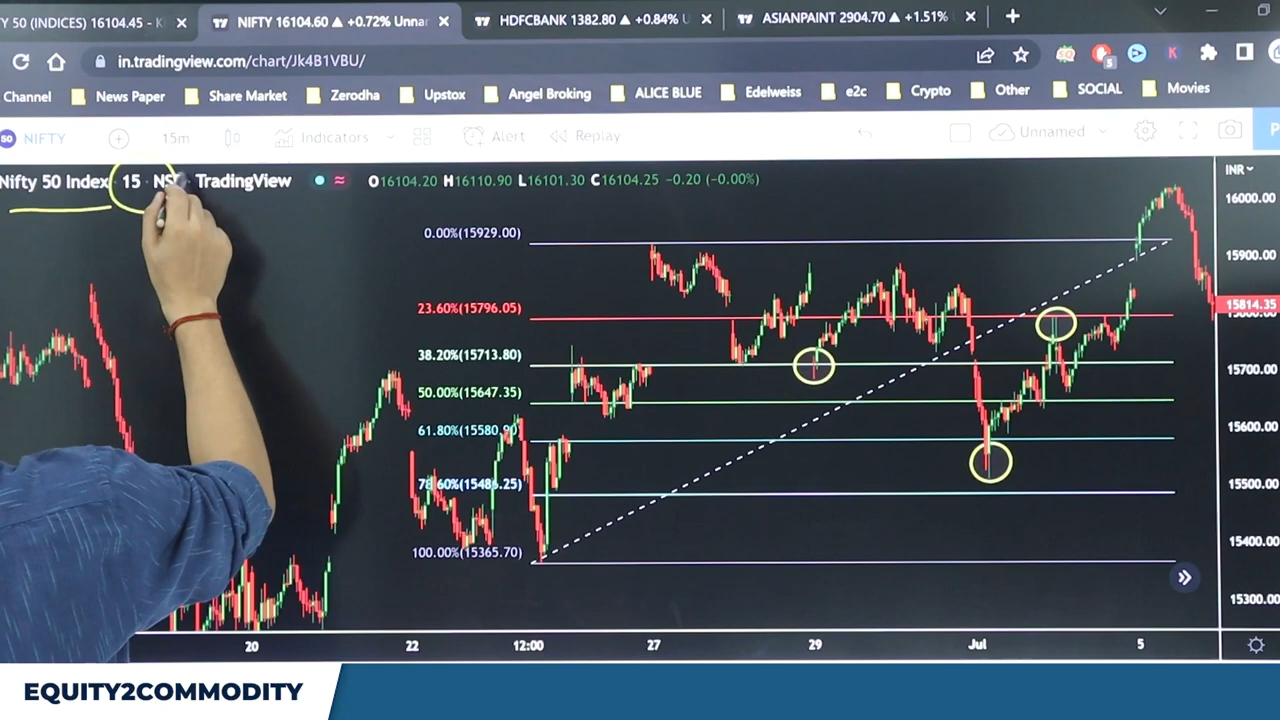 Y 50 (INDICES) 16104.45 - K
NIFTY 16104.60 ▲ +0.72% Unnar
HDFCBANK 1382.80 ▲ +0.84% U
ASIANPAINT 2904.70 ▲ +1.51%
in.tradingview.com/chart/Jk4B1VBU/
Channel News Paper Share Market Zerodha Upstox Angel Broking ALICE BLUE Edelweiss e2c Crypto Other SOCIAL Movies
50 NIFTY 15m Indicators Alert Replay Unnamed P
Nifty 50 Index · 15 · NSE TradingView O16104.20 H16110.90 L16101.30 C16104.25 -0.20 (-0.00%)
INR
16000.00
0.00%(15929.00)
15900.00
23.60%(15796.05)
15814.35
15800.00
38.20%(15713.80)
15700.00
50.00%(15647.35)
61.80%(15580.90)
15600.00
78.60%(15486.25)
15500.00
100.00%(15365.70)
15400.00
15300.00
20 22 12:00 27 29 Jul 5
EQUITY2COMMODITY